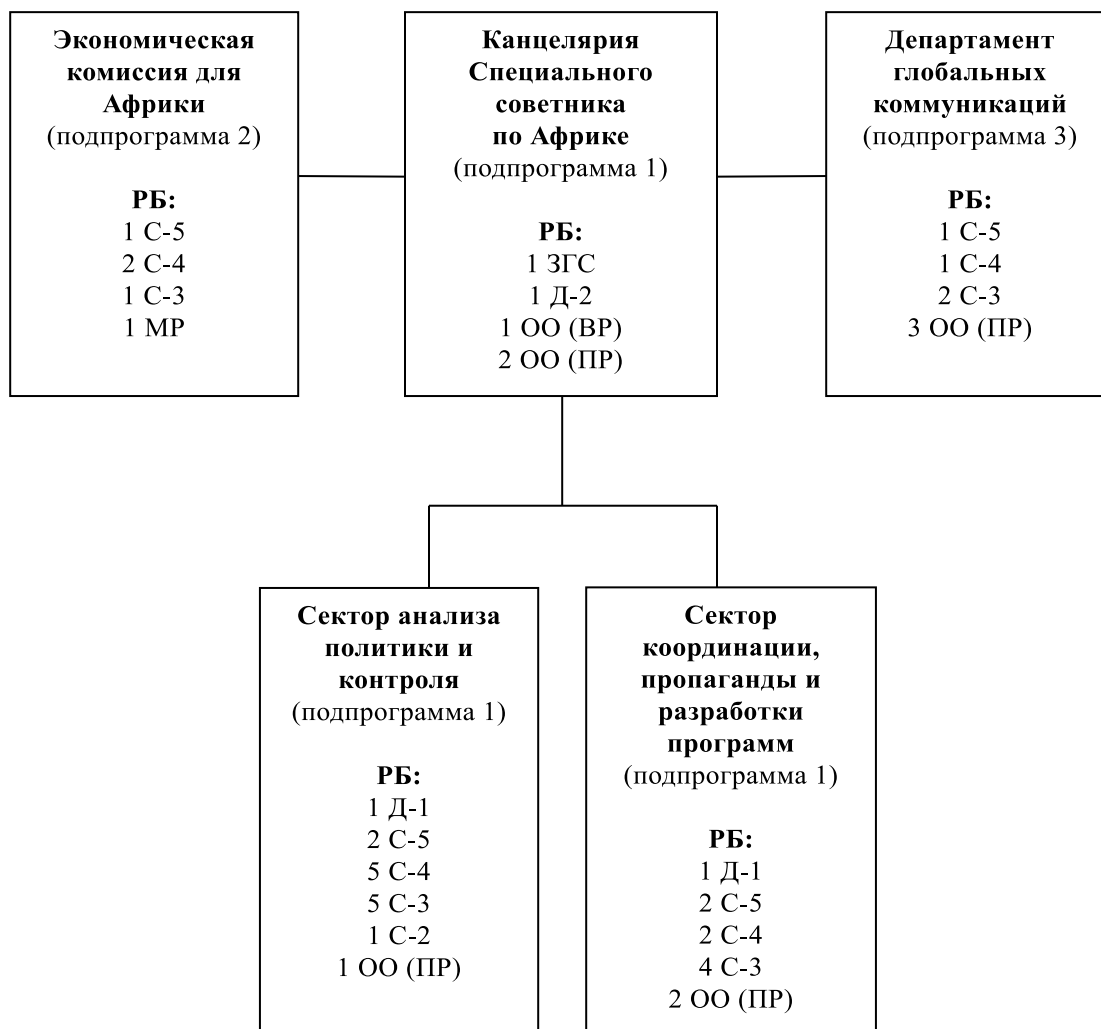 Экономическая
комиссия для
Африки
(подпрограмма 2)
РБ:
1 С-5
2 С-4
1 С-3
1 МР
Канцелярия
Специального
советника
по Африке
(подпрограмма 1)
РБ:
1 ЗГС
1 Д-2
1 ОО (ВР)
2 ОО (ПР)
Департамент
глобальных
коммуникаций
(подпрограмма 3)
РБ:
1 С-5
1 С-4
2 С-3
3 ОО (ПР)
Сектор анализа
политики и
контроля
(подпрограмма 1)
РБ:
1 Д-1
2 С-5
5 С-4
5 С-3
1 С-2
1 ОО (ПР)
Сектор
координации,
пропаганды и
разработки
программ
(подпрограмма 1)
РБ:
1 Д-1
2 С-5
2 С-4
4 С-3
2 ОО (ПР)